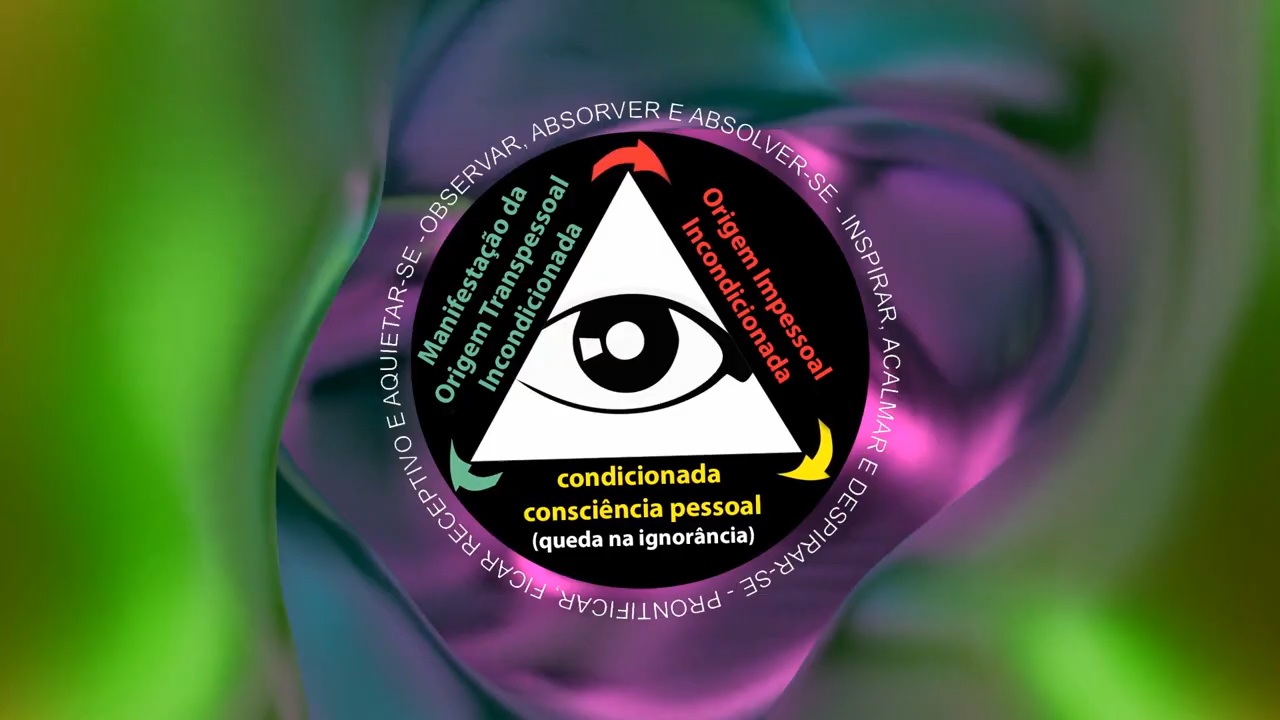 OBSERVAR, ABSORVER E ABSOLVER-SE - INSPIRAR, ACALMAR E DESPIRAR-SE - PRONTIFICAR, FICAR RECEPTIVO E AQUIETAR-SE -
Manifestação da
Origem Transpessoal
Incondicionada
Origem Impessoal
Incondicionada
condicionada
consciência pessoal
(queda na ignorância)